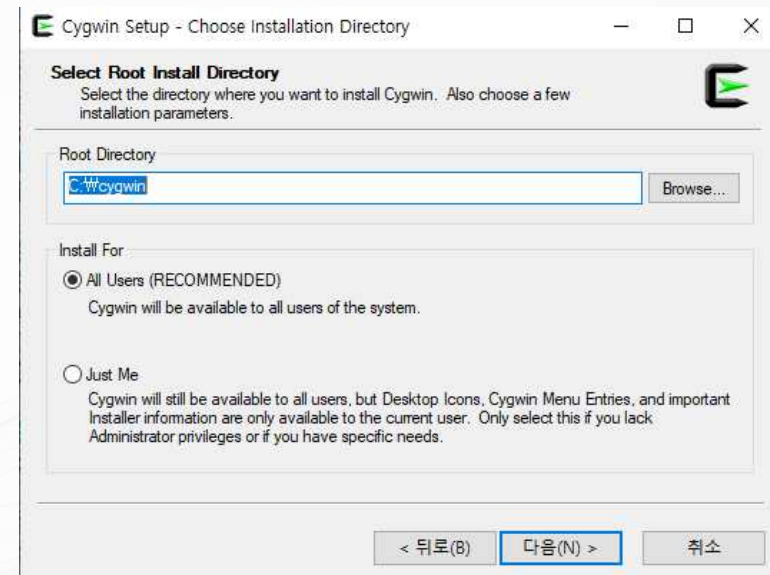 Cygwin Setup - Choose Installation Directory
Select Root Install Directory
Select the directory where you want to install Cygwin. Also choose a few
installation parameters.
Root Directory
C:₩cygwin
Browse...
Install For
All Users (RECOMMENDED)
Cygwin will be available to all users of the system.
Just Me
Cygwin will still be available to all users, but Desktop Icons, Cygwin Menu Entries, and important
Installer information are only available to the current user. Only select this if you lack
Administrator privileges or if you have specific needs.
< 뒤로(B) 다음(N) > 취소